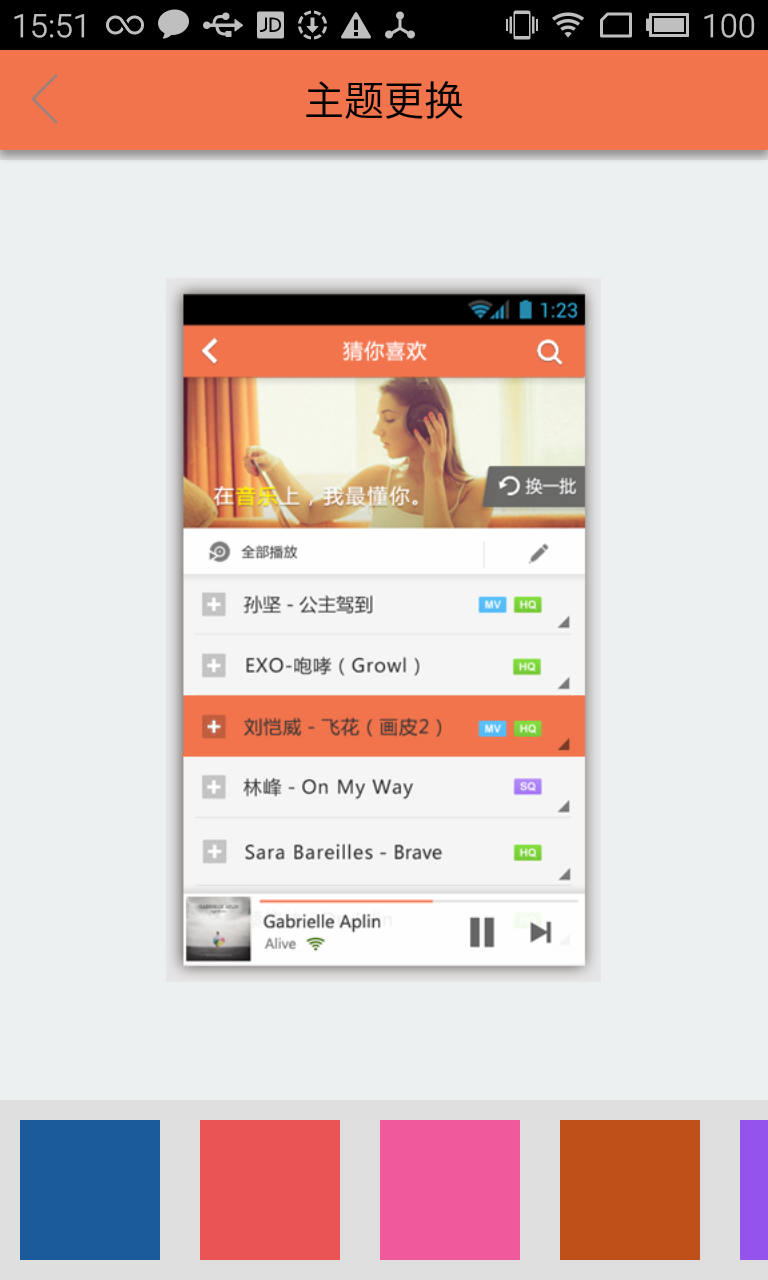 15:51 JD 100
主题更换
1:23
猜你喜欢
在音乐上，我最懂你。
换一批
全部播放
孙坚 - 公主驾到 MV HQ
EXO-咆哮（Growl） HQ
刘恺威 - 飞花（画皮2） MV HQ
林峰 - On My Way SQ
Sara Bareilles - Brave HQ
GABRIELLE APLIN
Gabrielle Aplin
Alive